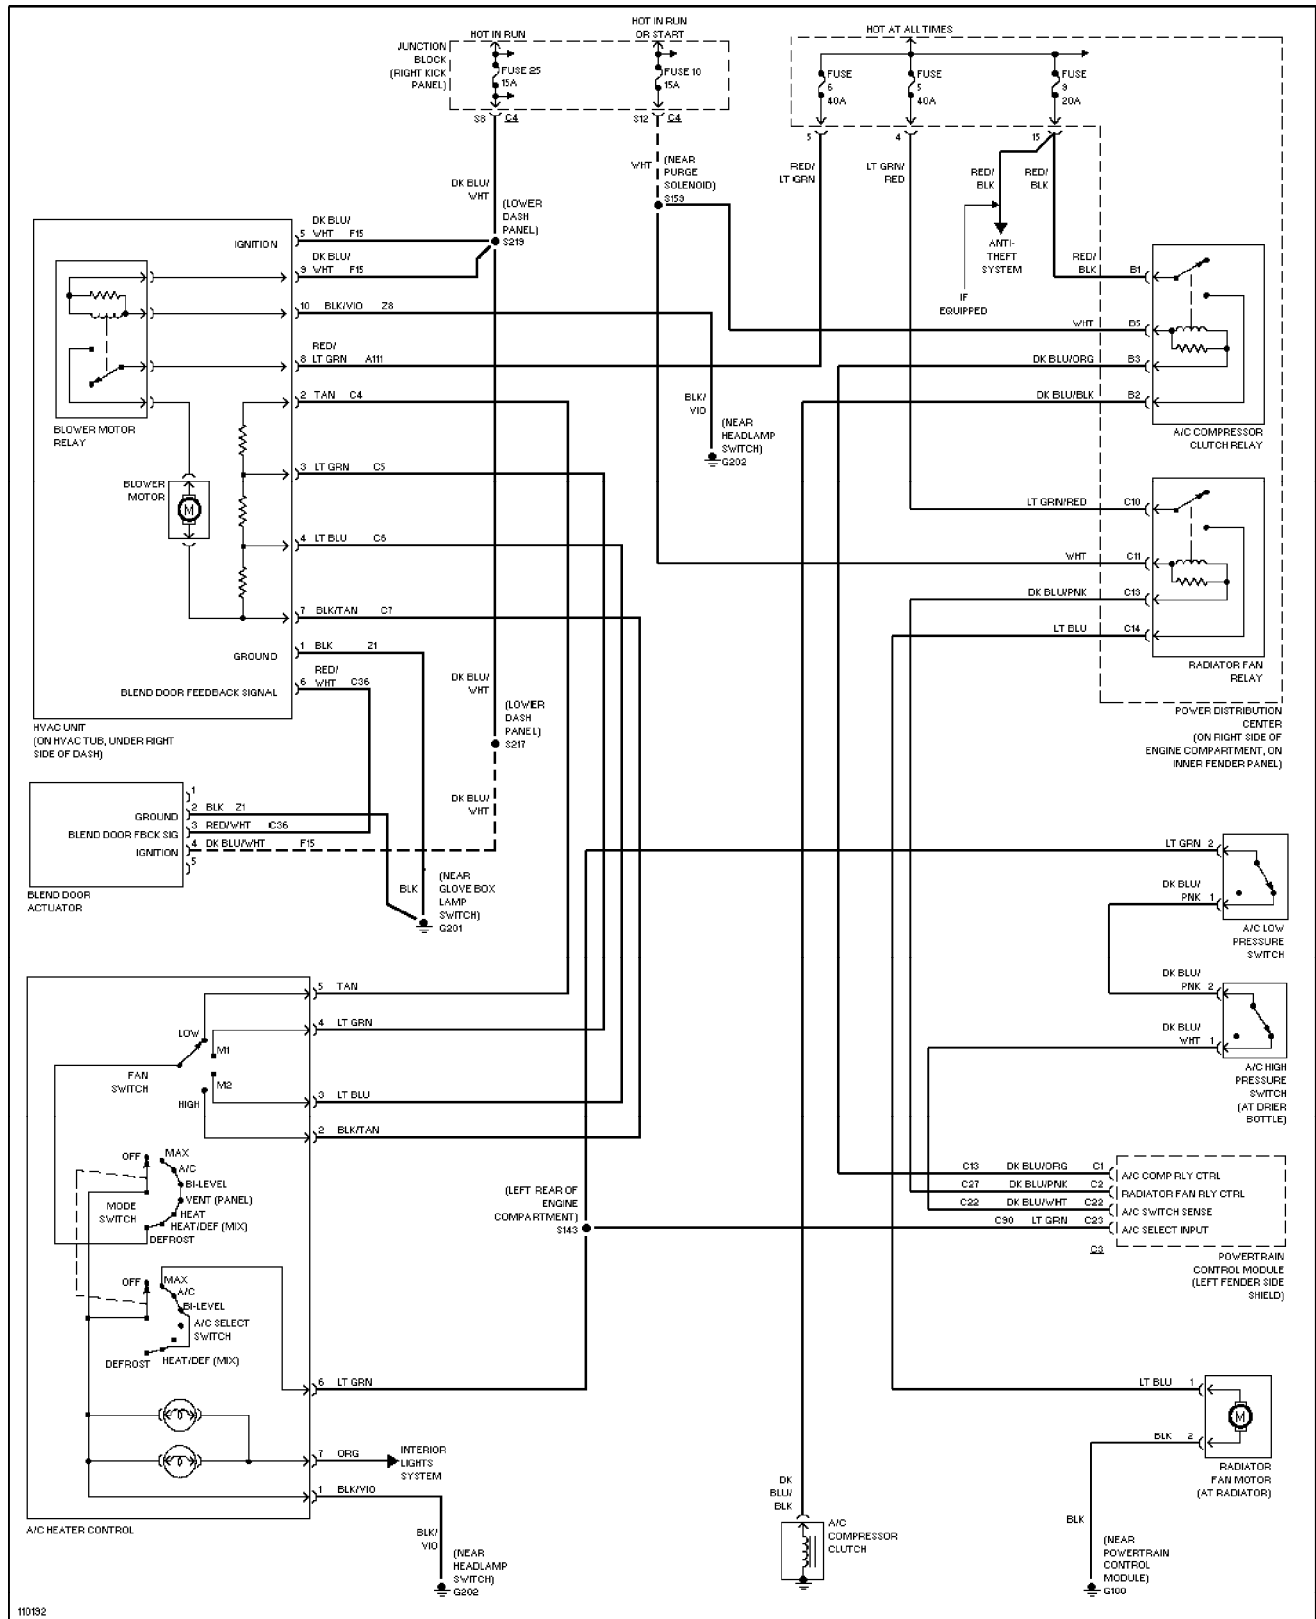 HOT IN RUN
HOT IN RUN
OR START
HOT AT ALL TIMES
JUNCTION
BLOCK
(RIGHT KICK
PANEL)
FUSE 25
15A
FUSE 10
15A
FUSE
6
40A
FUSE
5
40A
FUSE
9
20A
S8 C4
S12 C4
5
4
15
DK BLU/
WHT
WHT
(NEAR
PURGE
SOLENOID)
S153
RED/
LT GRN
LT GRN/
RED
RED/
BLK
RED/
BLK
(LOWER
DASH
PANEL)
S219
ANTI-
THEFT
SYSTEM
IF
EQUIPPED
IGNITION
DK BLU/
5 WHT F15
DK BLU/
9 WHT F15
10 BLK/VIO Z8
RED/
8 LT GRN A111
2 TAN C4
3 LT GRN C5
4 LT BLU C6
7 BLK/TAN C7
1 BLK Z1
GROUND
RED/
6 WHT C36
BLEND DOOR FEEDBACK SIGNAL
BLOWER MOTOR
RELAY
BLOWER
MOTOR
M
HVAC UNIT
(ON HVAC TUB, UNDER RIGHT
SIDE OF DASH)
BLK/
VIO
(NEAR
HEADLAMP
SWITCH)
G202
RED/
BLK B1
WHT B5
DK BLU/ORG B3
DK BLU/BLK B2
A/C COMPRESSOR
CLUTCH RELAY
LT GRN/RED C10
WHT C11
DK BLU/PNK C13
LT BLU C14
RADIATOR FAN
RELAY
POWER DISTRIBUTION
CENTER
(ON RIGHT SIDE OF
ENGINE COMPARTMENT, ON
INNER FENDER PANEL)
DK BLU/
WHT
(LOWER
DASH
PANEL)
S217
DK BLU/
WHT
1
GROUND
2 BLK Z1
BLEND DOOR FBCK SIG
3 RED/WHT C36
IGNITION
4 DK BLU/WHT F15
5
BLEND DOOR
ACTUATOR
BLK
(NEAR
GLOVE BOX
LAMP
SWITCH)
G201
LT GRN 2
DK BLU/
PNK 1
A/C LOW
PRESSURE
SWITCH
DK BLU/
PNK 2
DK BLU/
WHT 1
A/C HIGH
PRESSURE
SWITCH
(AT DRIER
BOTTLE)
5 TAN
4 LT GRN
3 LT BLU
2 BLK/TAN
LOW
M1
M2
HIGH
FAN
SWITCH
OFF
MAX
A/C
BI-LEVEL
VENT (PANEL)
HEAT
HEAT/DEF (MIX)
DEFROST
MODE
SWITCH
OFF
MAX
A/C
BI-LEVEL
A/C SELECT
SWITCH
HEAT/DEF (MIX)
DEFROST
6 LT GRN
7 ORG
INTERIOR
LIGHTS
SYSTEM
1 BLK/VIO
A/C HEATER CONTROL
BLK/
VIO
(NEAR
HEADLAMP
SWITCH)
G202
(LEFT REAR OF
ENGINE
COMPARTMENT)
S143
C13 DK BLU/ORG C1 A/C COMP RLY CTRL
C27 DK BLU/PNK C2 RADIATOR FAN RLY CTRL
C22 DK BLU/WHT C22 A/C SWITCH SENSE
C90 LT GRN C23 A/C SELECT INPUT
C3
POWERTRAIN
CONTROL MODULE
(LEFT FENDER SIDE
SHIELD)
LT BLU 1
M
BLK 2
RADIATOR
FAN MOTOR
(AT RADIATOR)
DK
BLU/
BLK
A/C
COMPRESSOR
CLUTCH
BLK
(NEAR
POWERTRAIN
CONTROL
MODULE)
G100
110192